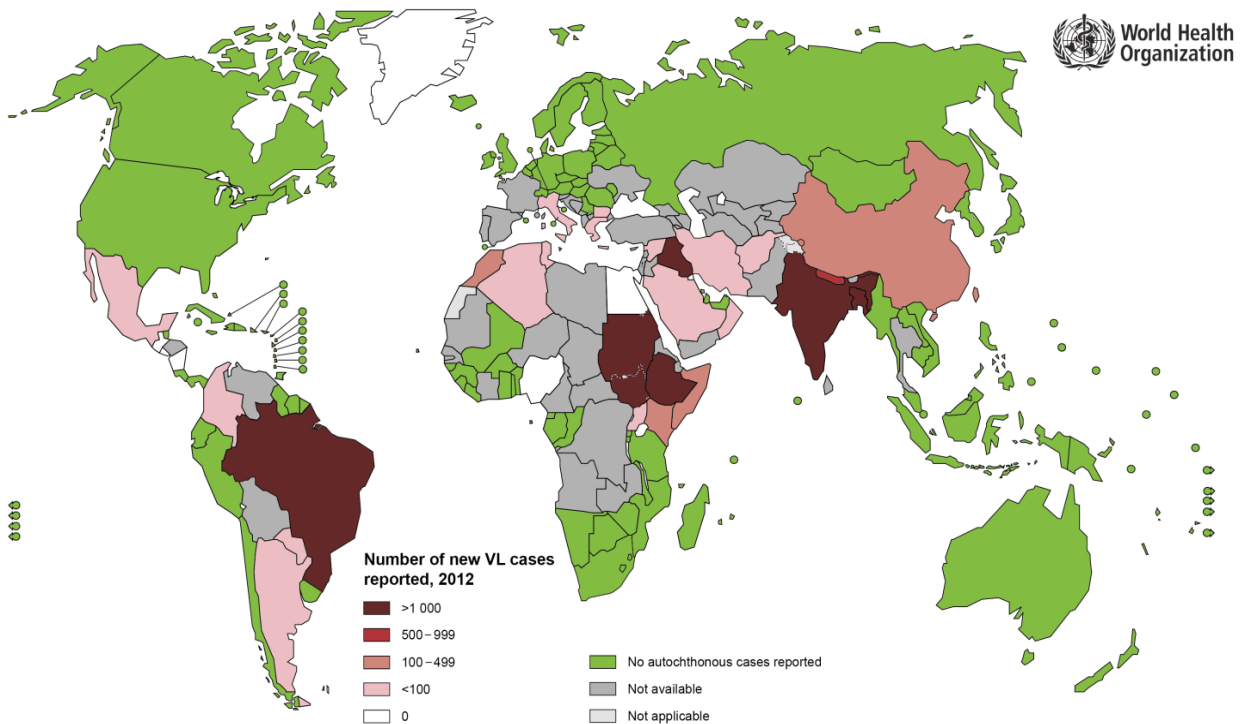 World Health
Organization
Number of new VL cases
reported, 2012
>1 000
500–999
100–499
<100
0
No autochthonous cases reported
Not available
Not applicable